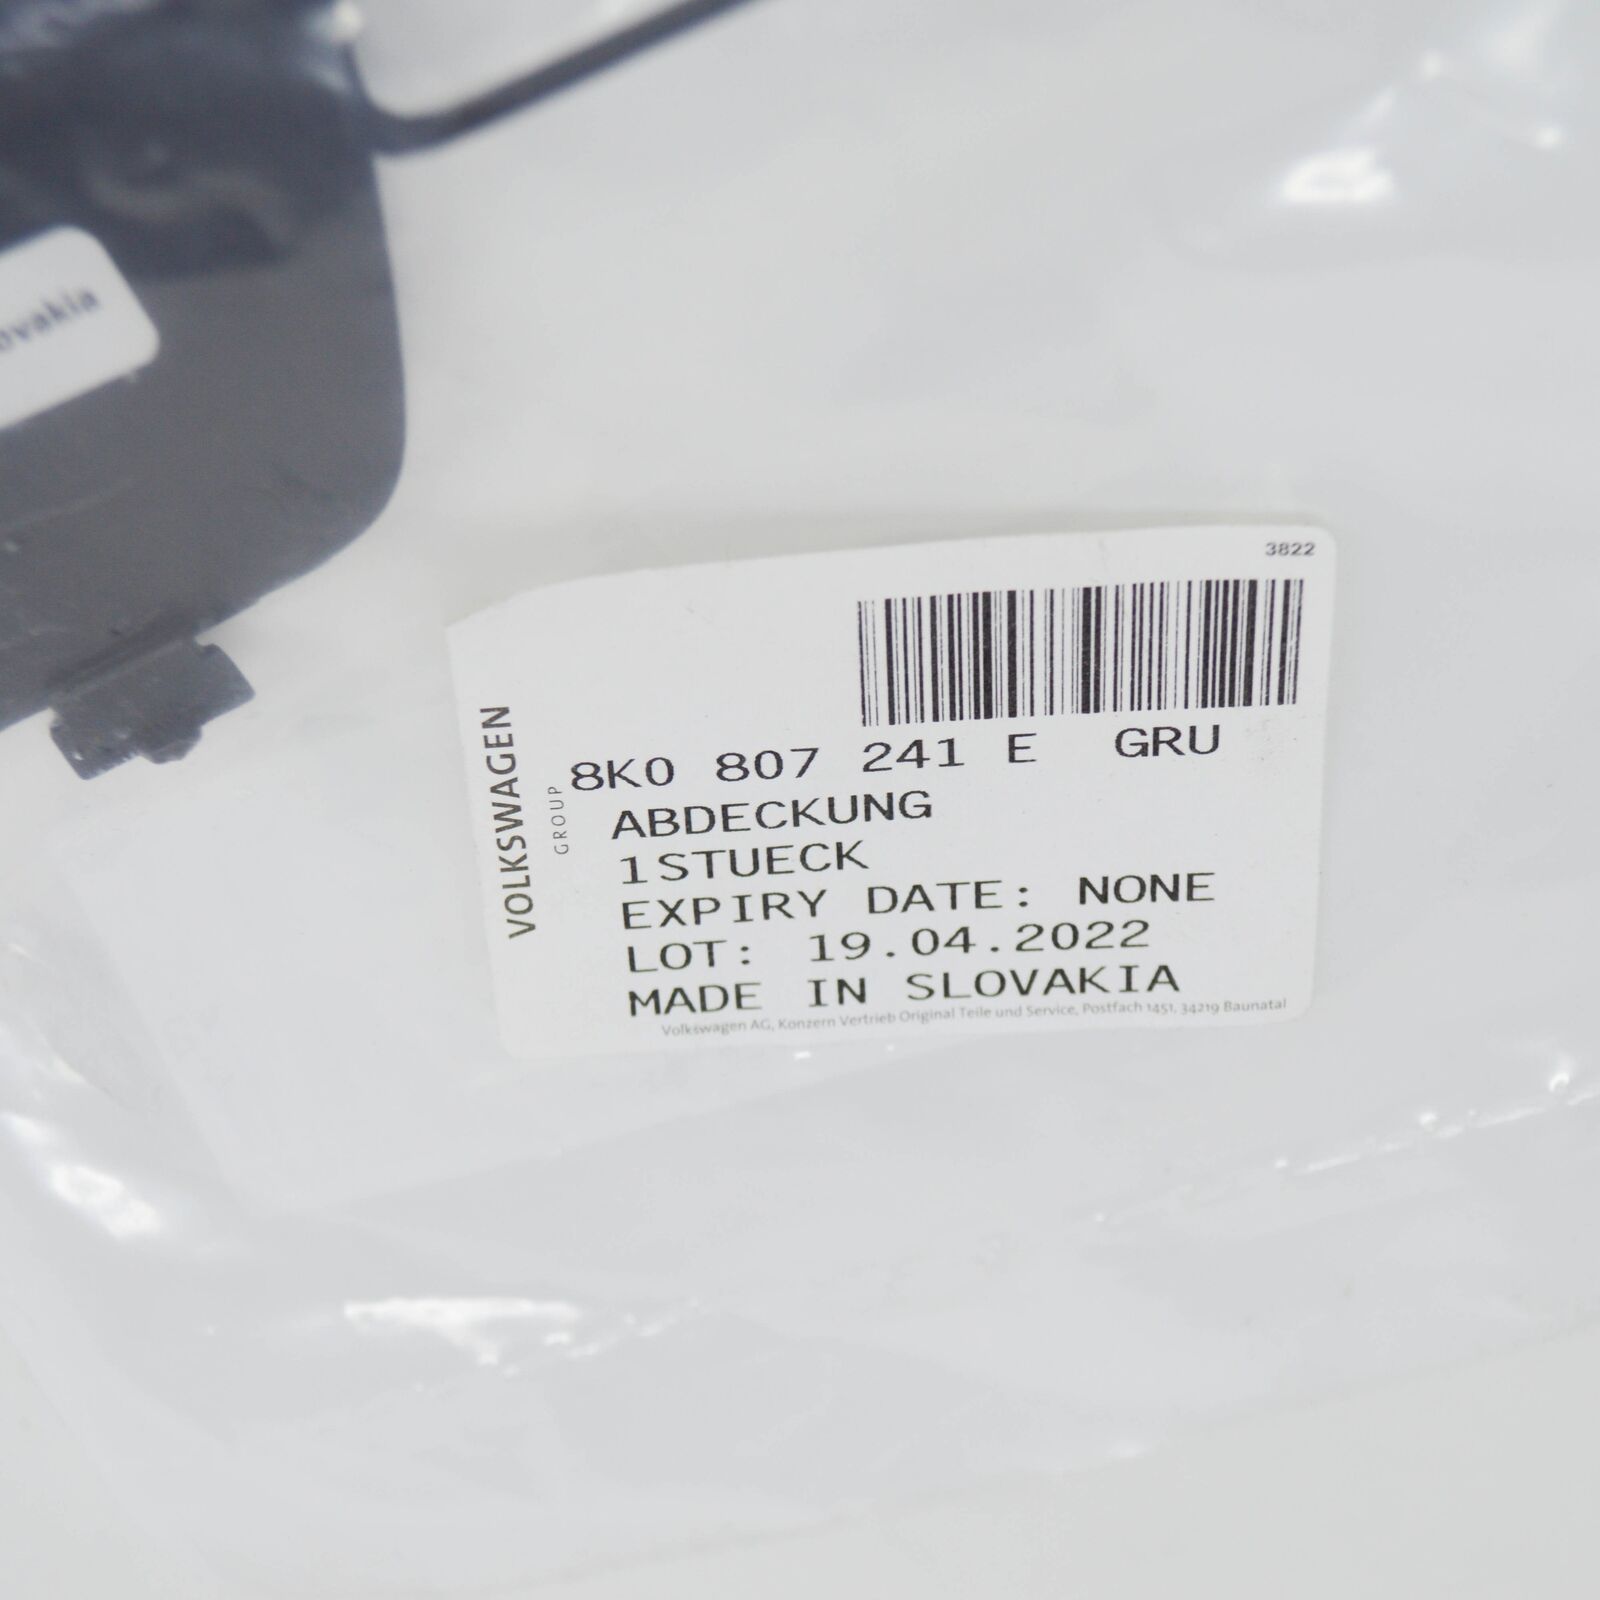 ovakia
3822
VOLKSWAGEN
GROUP
8K0 807 241 E GRU
ABDECKUNG
1STUECK
EXPIRY DATE: NONE
LOT: 19.04.2022
MADE IN SLOVAKIA
Volkswagen AG, Konzern Vertrieb Original Teile und Service, Postfach 1451, 34219 Baunatal